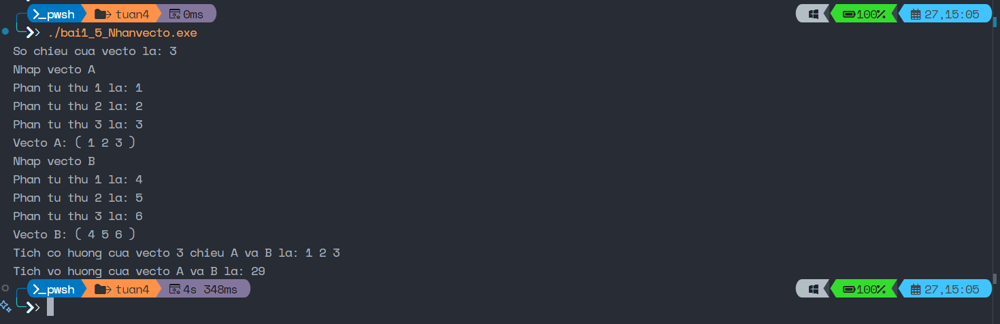 >_pwsh tuan4 0ms 100% 27,15:05
./bai1_5_Nhanvecto.exe
So chieu cua vecto la: 3
Nhap vecto A
Phan tu thu 1 la: 1
Phan tu thu 2 la: 2
Phan tu thu 3 la: 3
Vecto A: ( 1 2 3 )
Nhap vecto B
Phan tu thu 1 la: 4
Phan tu thu 2 la: 5
Phan tu thu 3 la: 6
Vecto B: ( 4 5 6 )
Tich co huong cua vecto 3 chieu A va B la: 1 2 3
Tich vo huong cua vecto A va B la: 29
>_pwsh tuan4 4s 348ms 100% 27,15:05